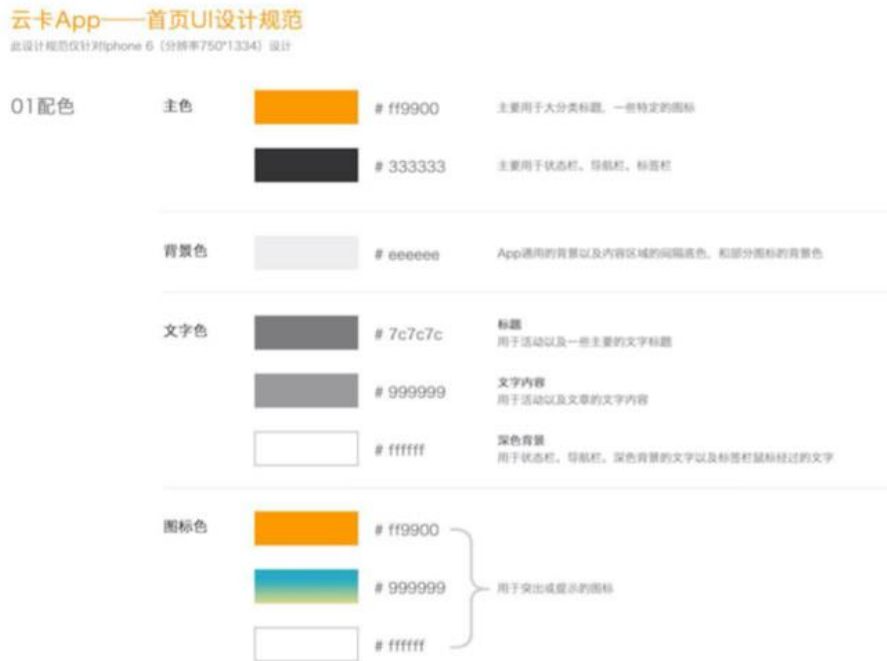 云卡App——首页UI设计规范
此设计规范仅针对Iphone 6（分辨率750*1334）设计
01配色
主色
# ff9900
主要用于大分类标题，一些特定的图标
# 333333
主要用于状态栏、导航栏、标签栏
背景色
# eeeeee
App通用的背景以及内容区域的间隔底色，和部分图标的背景色
文字色
# 7c7c7c
标题
用于活动以及一些主要的文字标题
# 999999
文字内容
用于活动以及文章的文字内容
# ffffff
深色背景
用于状态栏、导航栏、深色背景的文字以及标签栏鼠标经过的文字
图标色
# ff9900
# 999999
用于突出或提示的图标
# ffffff